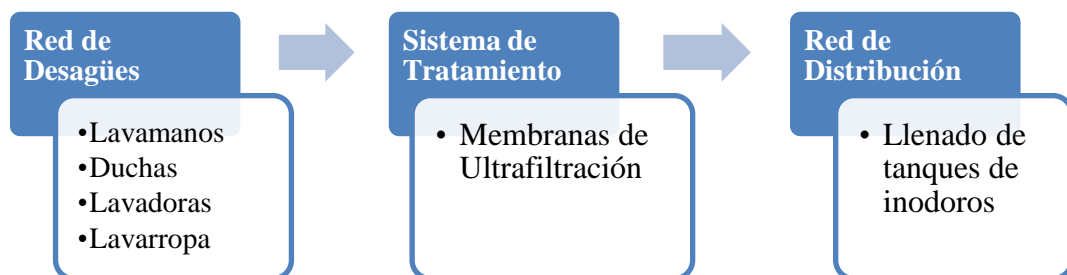 Red de
Desagües
•Lavamanos
•Duchas
•Lavadoras
•Lavarropa
Sistema de
Tratamiento
• Membranas de
Ultrafiltración
Red de
Distribución
• Llenado de
tanques de
inodoros